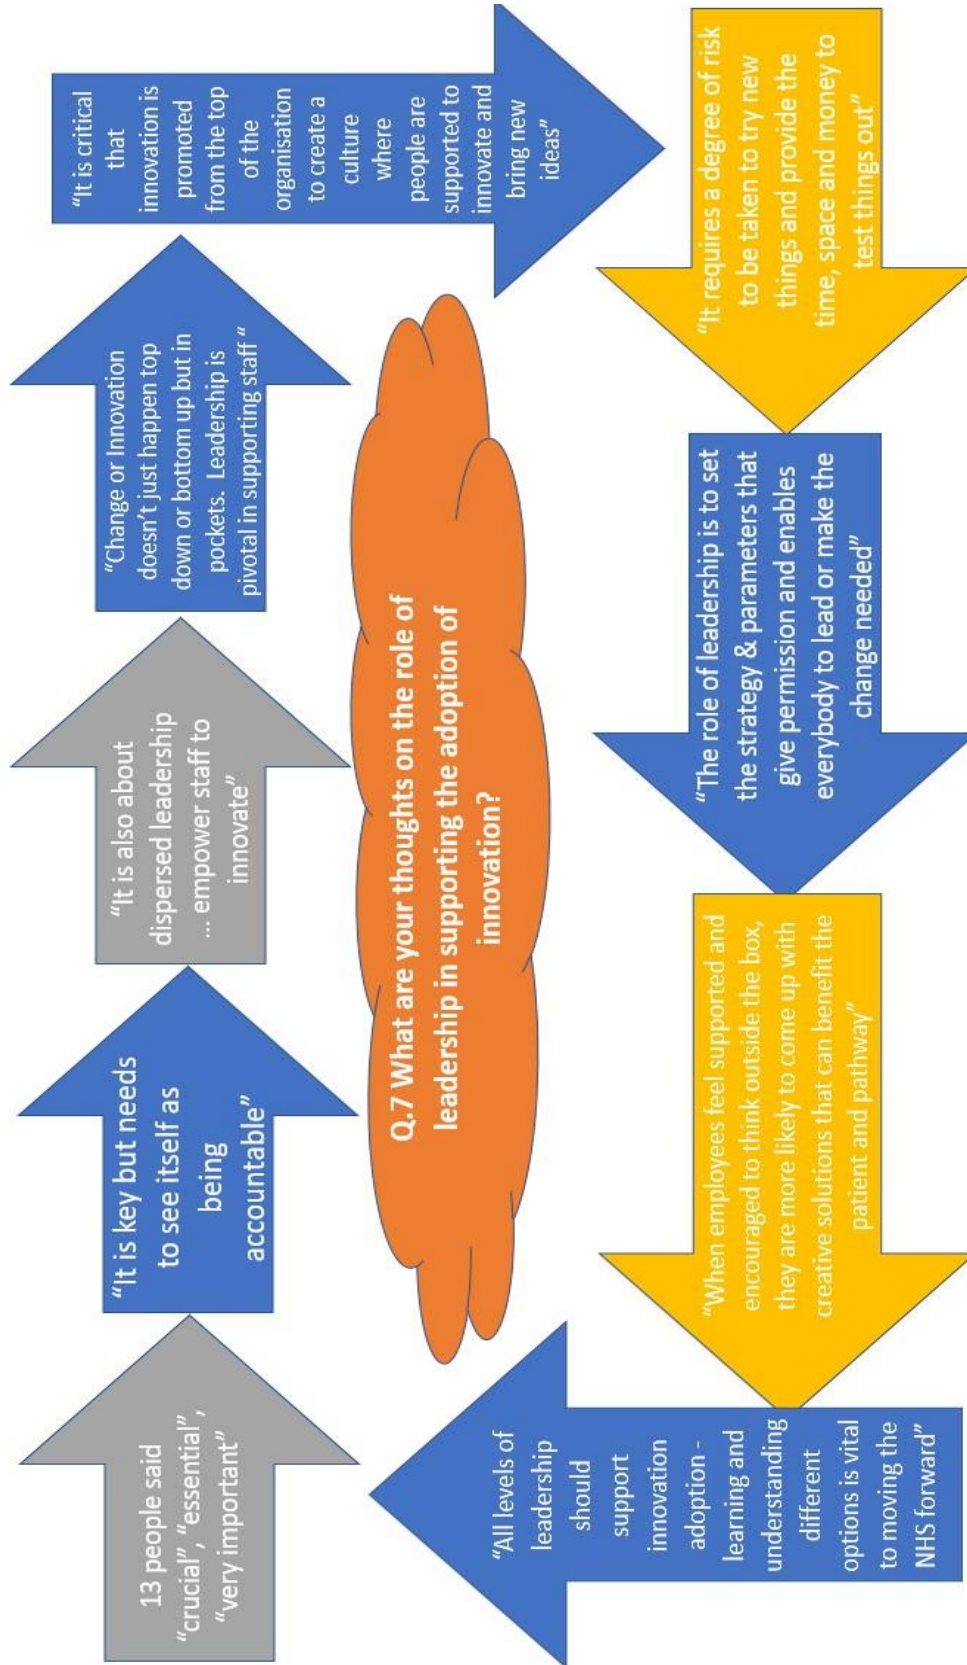 13 people said
“crucial”, “essential”,
“very important”
“It is key but needs
to see itself as
being
accountable”
“It is also about
dispersed leadership
... empower staff to
innovate”
“Change or Innovation
doesn’t just happen top
down or bottom up but in
pockets.  Leadership is
pivotal in supporting staff “
“It is critical
that
innovation is
promoted
from the top
of the
organisation
to create a
culture
where
people are
supported to
innovate and
bring new
ideas”
Q.7 What are your thoughts on the role of
leadership in supporting the adoption of
innovation?
“All levels of
leadership
should
support
innovation
adoption -
learning and
understanding
different
options is vital
to moving the
NHS forward”
“When employees feel supported and
encouraged to think outside the box,
they are more likely to come up with
creative solutions that can benefit the
patient and pathway”
“The role of leadership is to set
the strategy & parameters that
give permission and enables
everybody to lead or make the
change needed”
“It requires a degree of risk
to be taken to try new
things and provide the
time, space and money to
test things out”